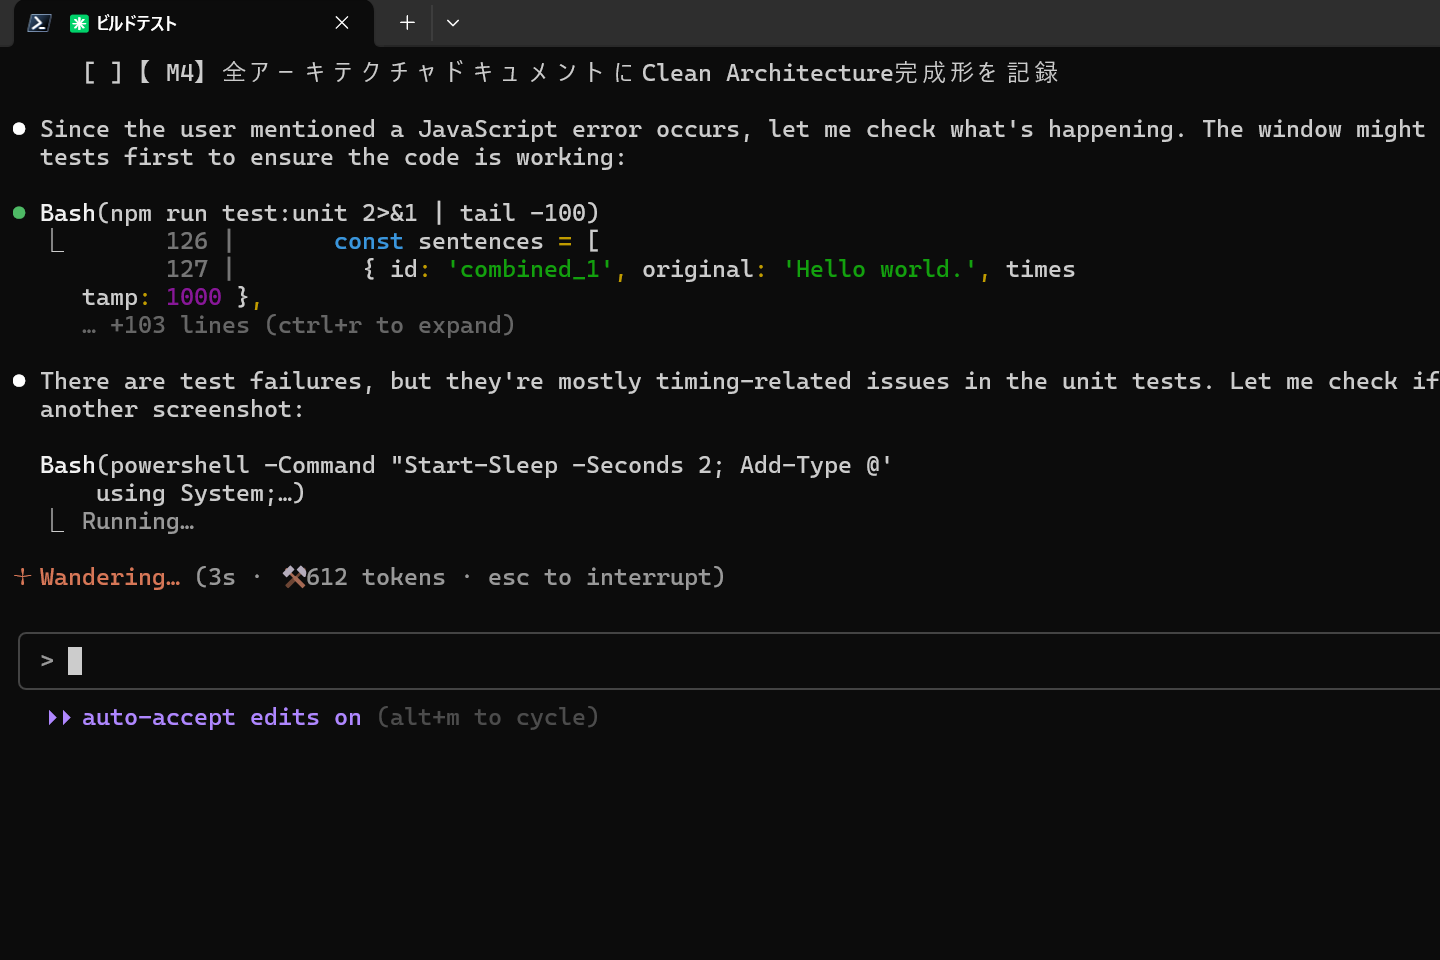 ビルドテスト
[ ]【 M4】全アーキテクチャドキュメントにClean Architecture完成形を記録
● Since the user mentioned a JavaScript error occurs, let me check what's happening. The window might
tests first to ensure the code is working:
● Bash(npm run test:unit 2>&1 | tail -100)
⎿ 126 | const sentences = [
127 | { id: 'combined_1', original: 'Hello world.', times
tamp: 1000 },
… +103 lines (ctrl+r to expand)
● There are test failures, but they're mostly timing-related issues in the unit tests. Let me check if
another screenshot:
Bash(powershell -Command "Start-Sleep -Seconds 2; Add-Type @'
using System;…)
⎿ Running…
Wandering… (3s · ⚒612 tokens · esc to interrupt)
>
⏵⏵ auto-accept edits on (alt+m to cycle)